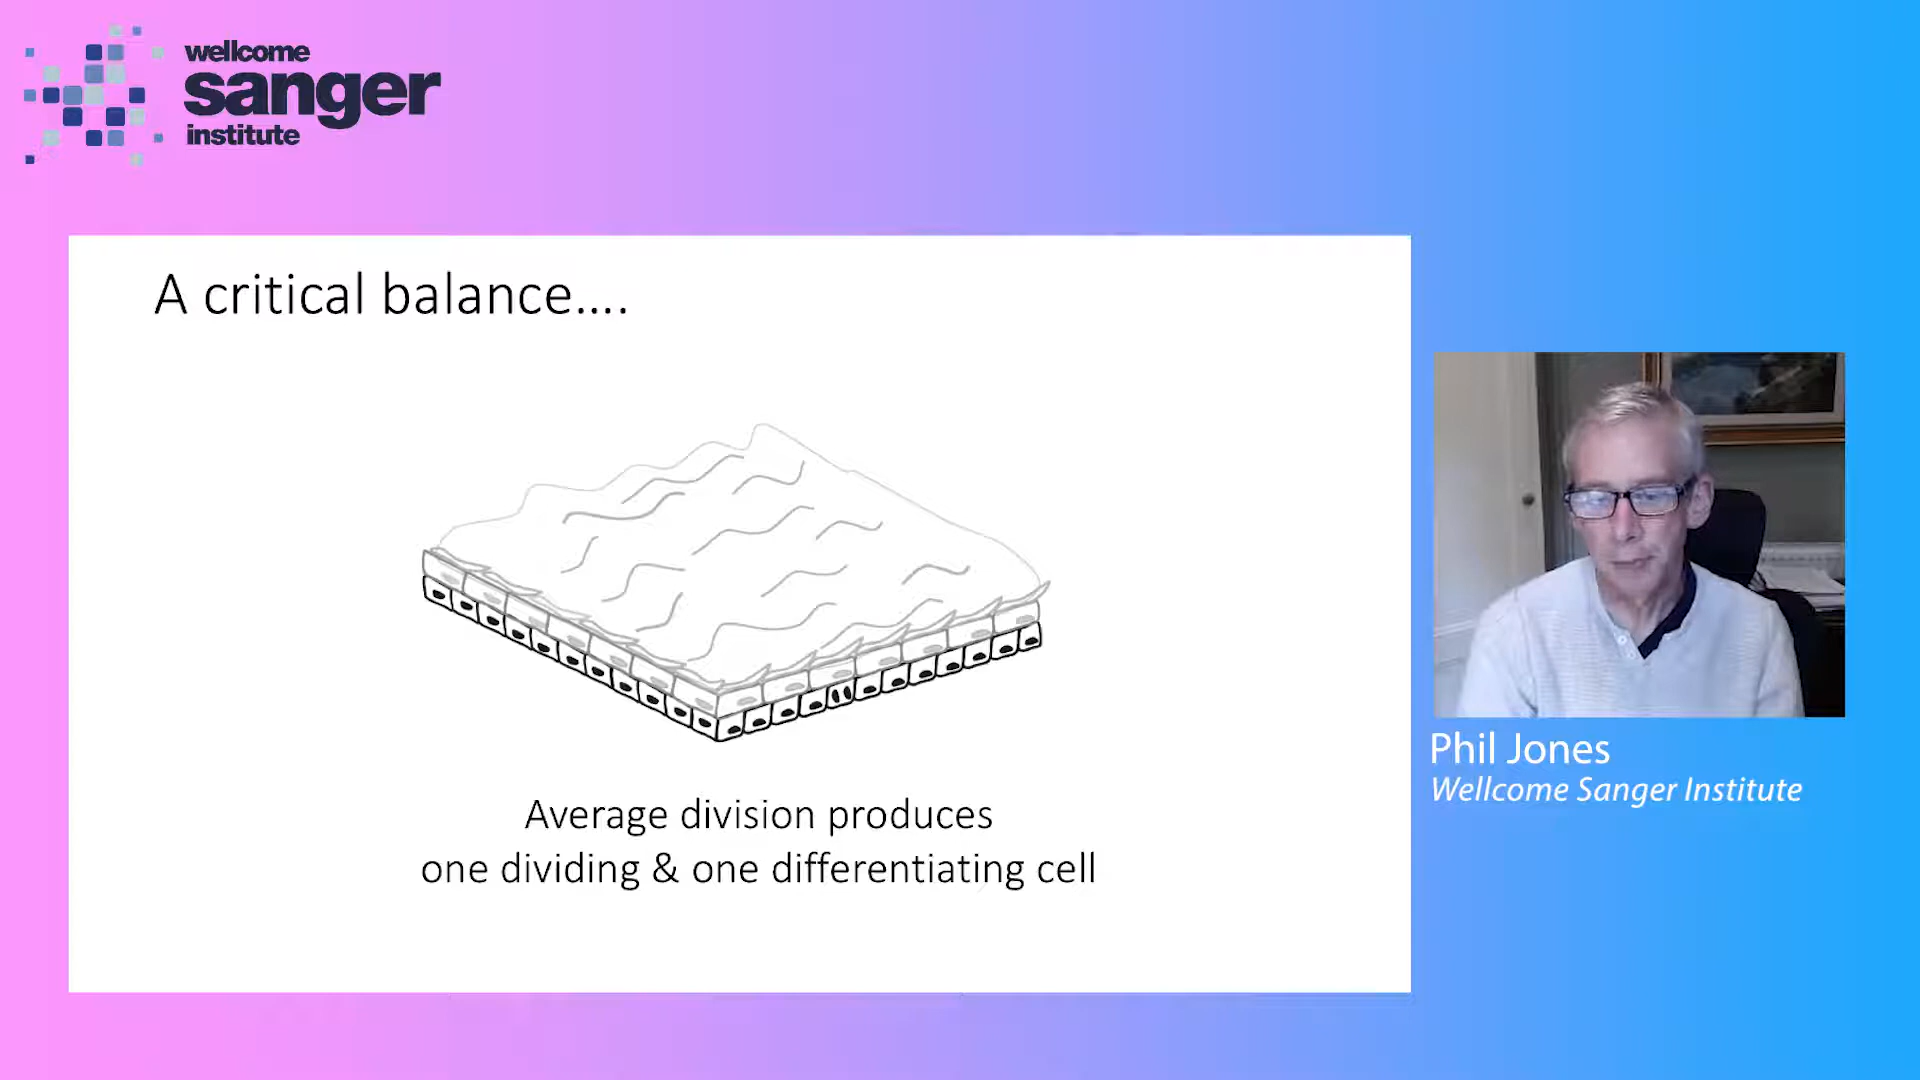 wellcome
sanger
institute
A critical balance....
Average division produces
one dividing & one differentiating cell
Phil Jones
Wellcome Sanger Institute